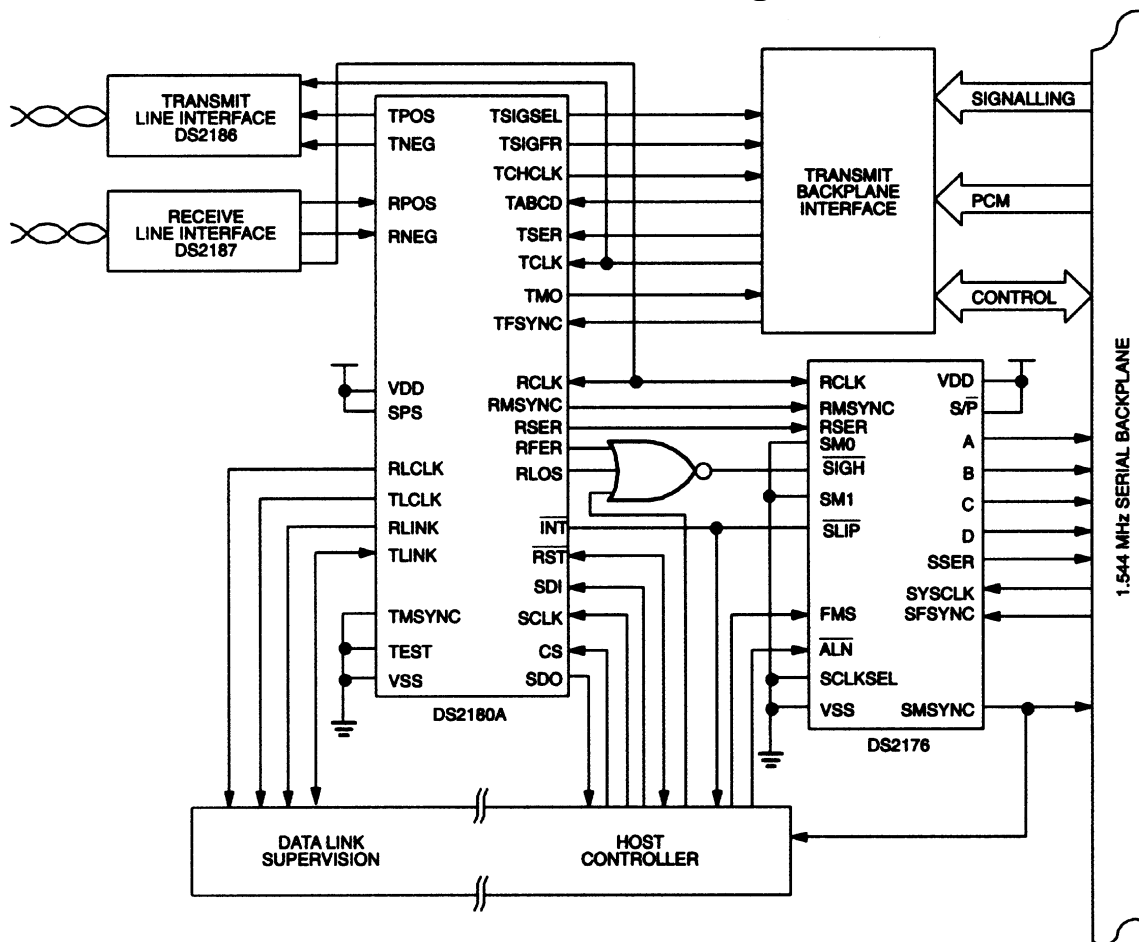 TRANSMIT
LINE INTERFACE
DS2186
RECEIVE
LINE INTERFACE
DS2187
TPOS
TNEG
RPOS
RNEG
VDD
SPS
RLCLK
TLCLK
RLINK
TLINK
TMSYNC
TEST
VSS
TSIGSEL
TSIGFR
TCHCLK
TABCD
TSER
TCLK
TMO
TFSYNC
RCLK
RMSYNC
RSER
RFER
RLOS
INT
RST
SDI
SCLK
CS
SDO
DS2180A
TRANSMIT
BACKPLANE
INTERFACE
SIGNALLING
PCM
CONTROL
RCLK
RMSYNC
RSER
SM0
SIGH
SM1
SLIP
FMS
ALN
SCLKSEL
VSS
VDD
S/P
A
B
C
D
SSER
SYSCLK
SFSYNC
SMSYNC
DS2176
1.544 MHz SERIAL BACKPLANE
DATA LINK
SUPERVISION
HOST
CONTROLLER